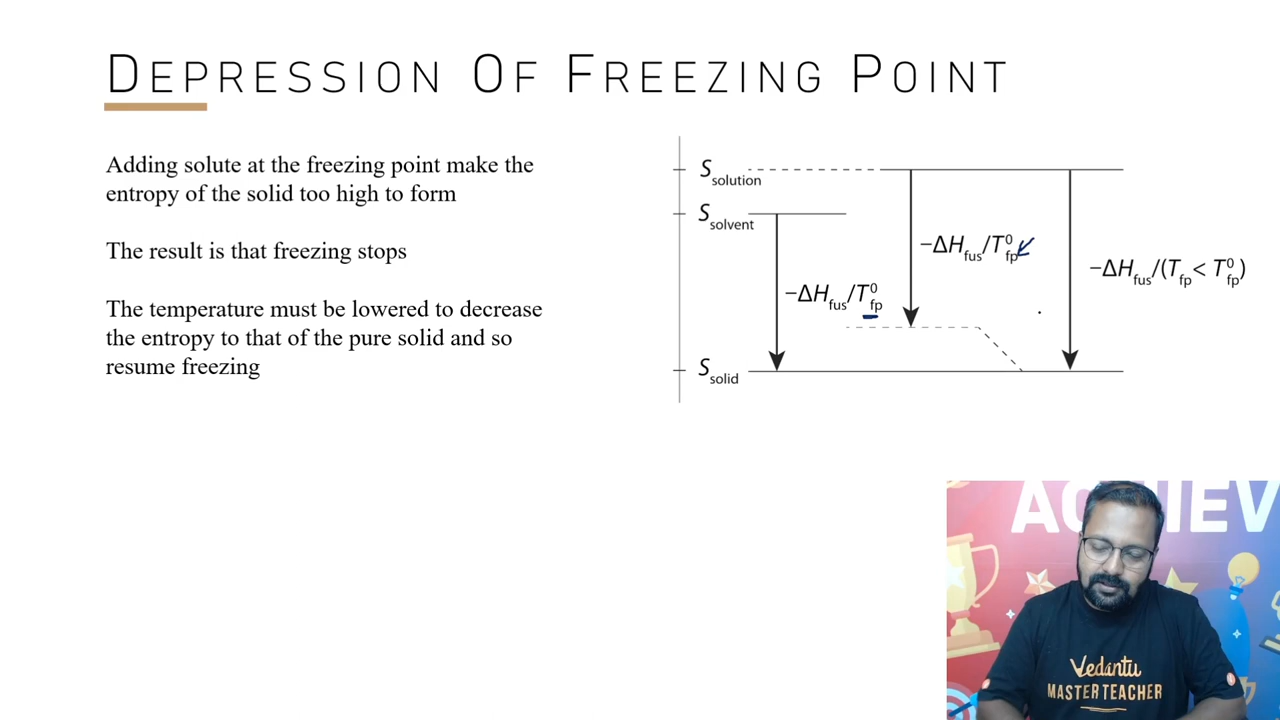 DEPRESSION OF FREEZING POINT
Adding solute at the freezing point make the
entropy of the solid too high to form
The result is that freezing stops
The temperature must be lowered to decrease
the entropy to that of the pure solid and so
resume freezing
S solution
S solvent
−ΔH fus/T⁰ fp
−ΔH fus/T⁰ fp
−ΔH fus/(T fp < T⁰ fp)
S solid
Vedantu
MASTER TEACHER